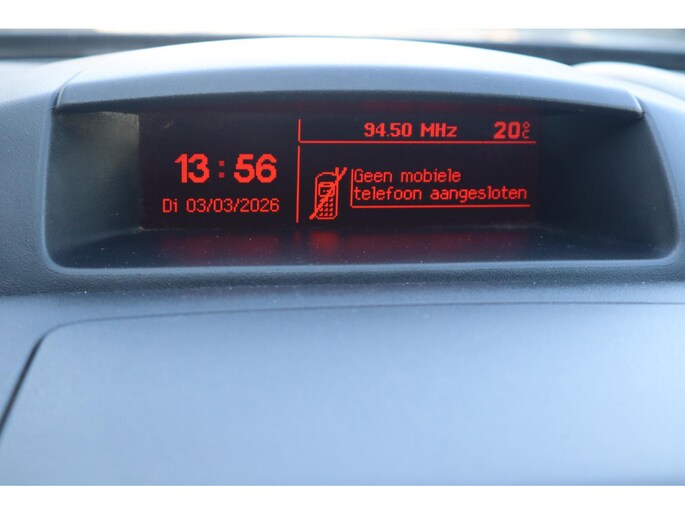 94.50 MHz 20°C
13:56
Di 03/03/2026
Geen mobiele
telefoon aangesloten